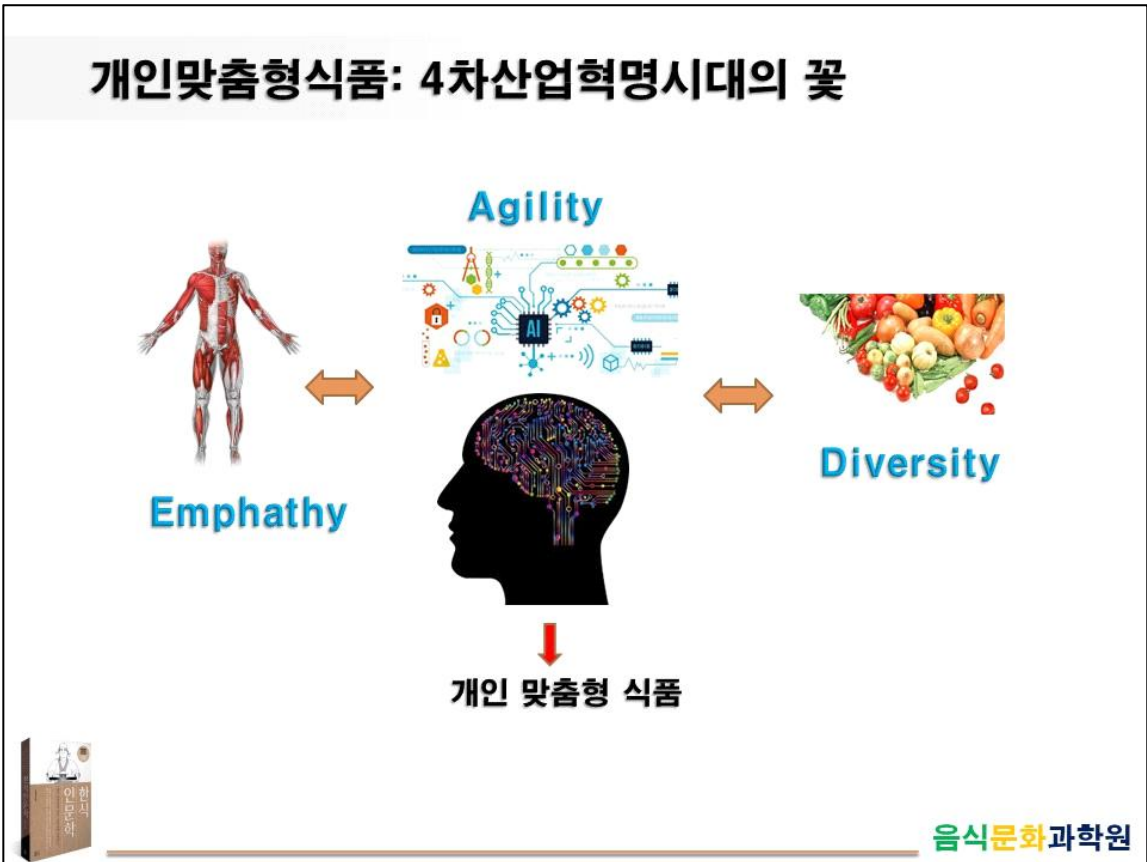 개인맞춤형식품: 4차산업혁명시대의 꽃
Agility
AI
Diversity
Emphathy
개인 맞춤형 식품
한식
인문학
음식문화과학원